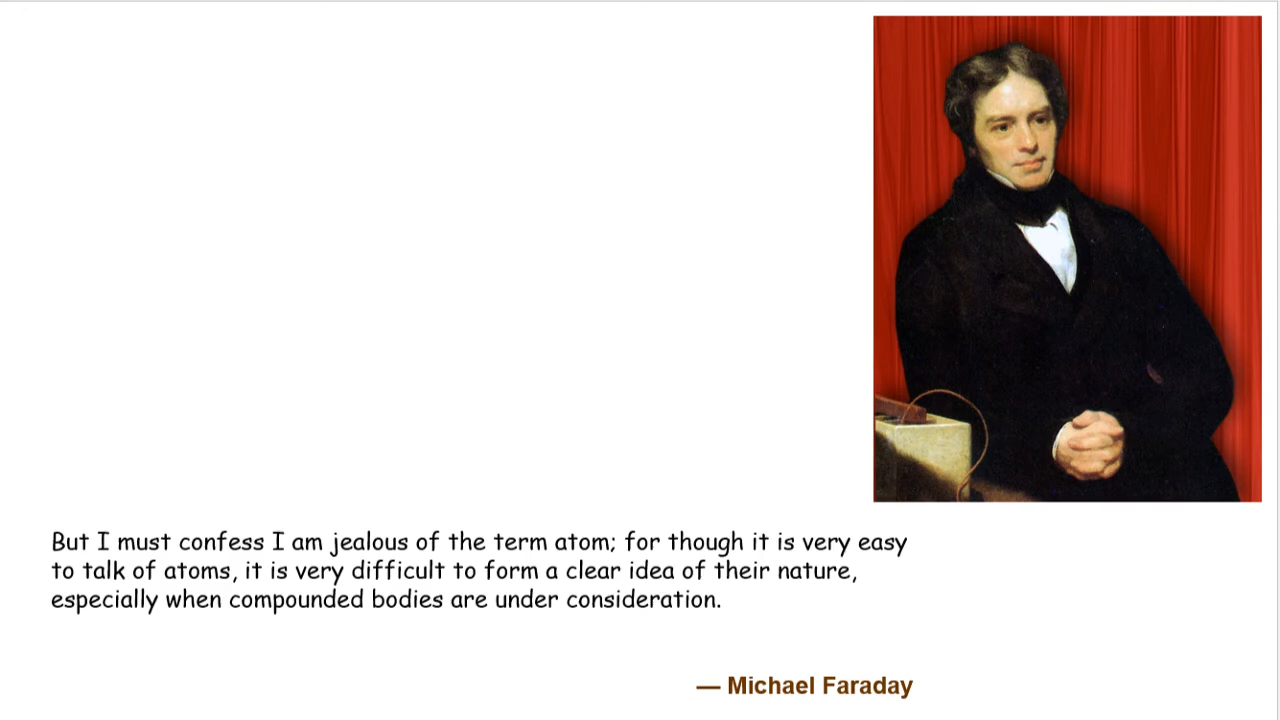 But I must confess I am jealous of the term atom; for though it is very easy
to talk of atoms, it is very difficult to form a clear idea of their nature,
especially when compounded bodies are under consideration.
— Michael Faraday